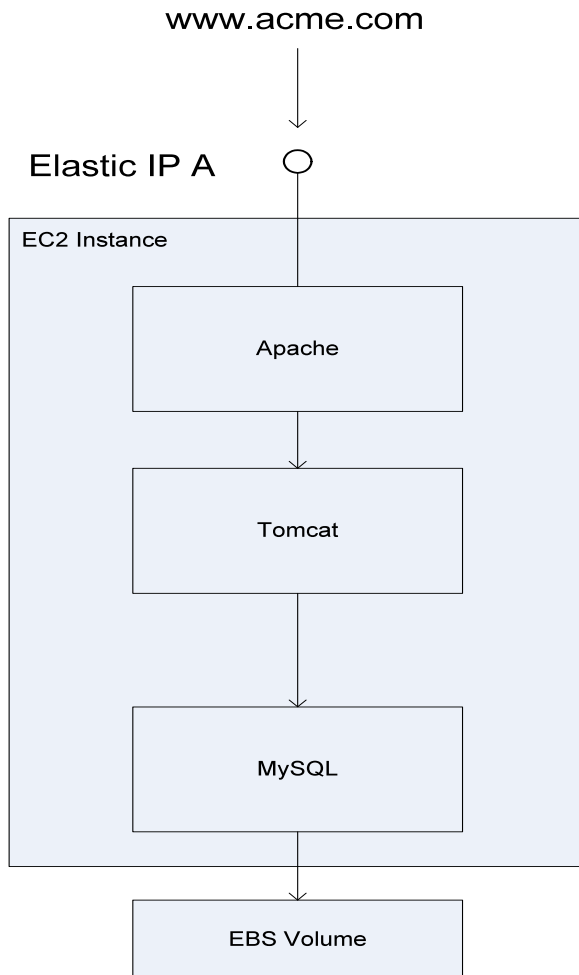 www.acme.com
Elastic IP A
EC2 Instance
Apache
Tomcat
MySQL
EBS Volume